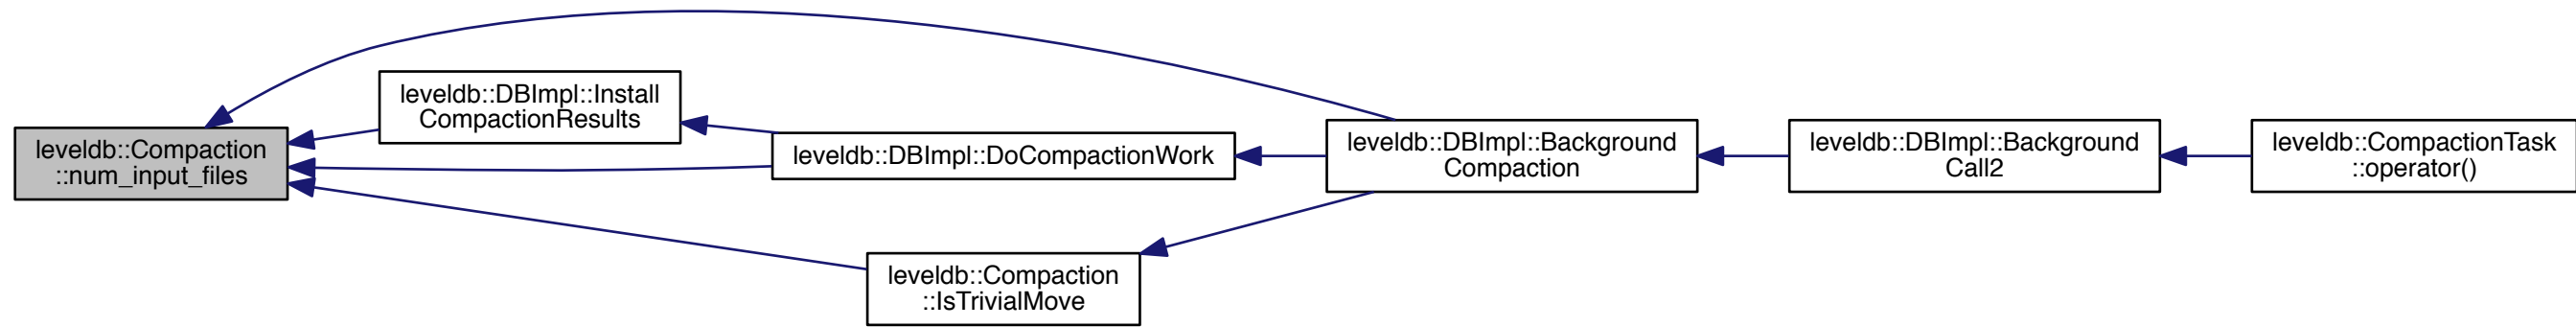 leveldb::Compaction
::num_input_files
leveldb::DBImpl::Install
CompactionResults
leveldb::DBImpl::DoCompactionWork
leveldb::Compaction
::IsTrivialMove
leveldb::DBImpl::Background
Compaction
leveldb::DBImpl::Background
Call2
leveldb::CompactionTask
::operator()